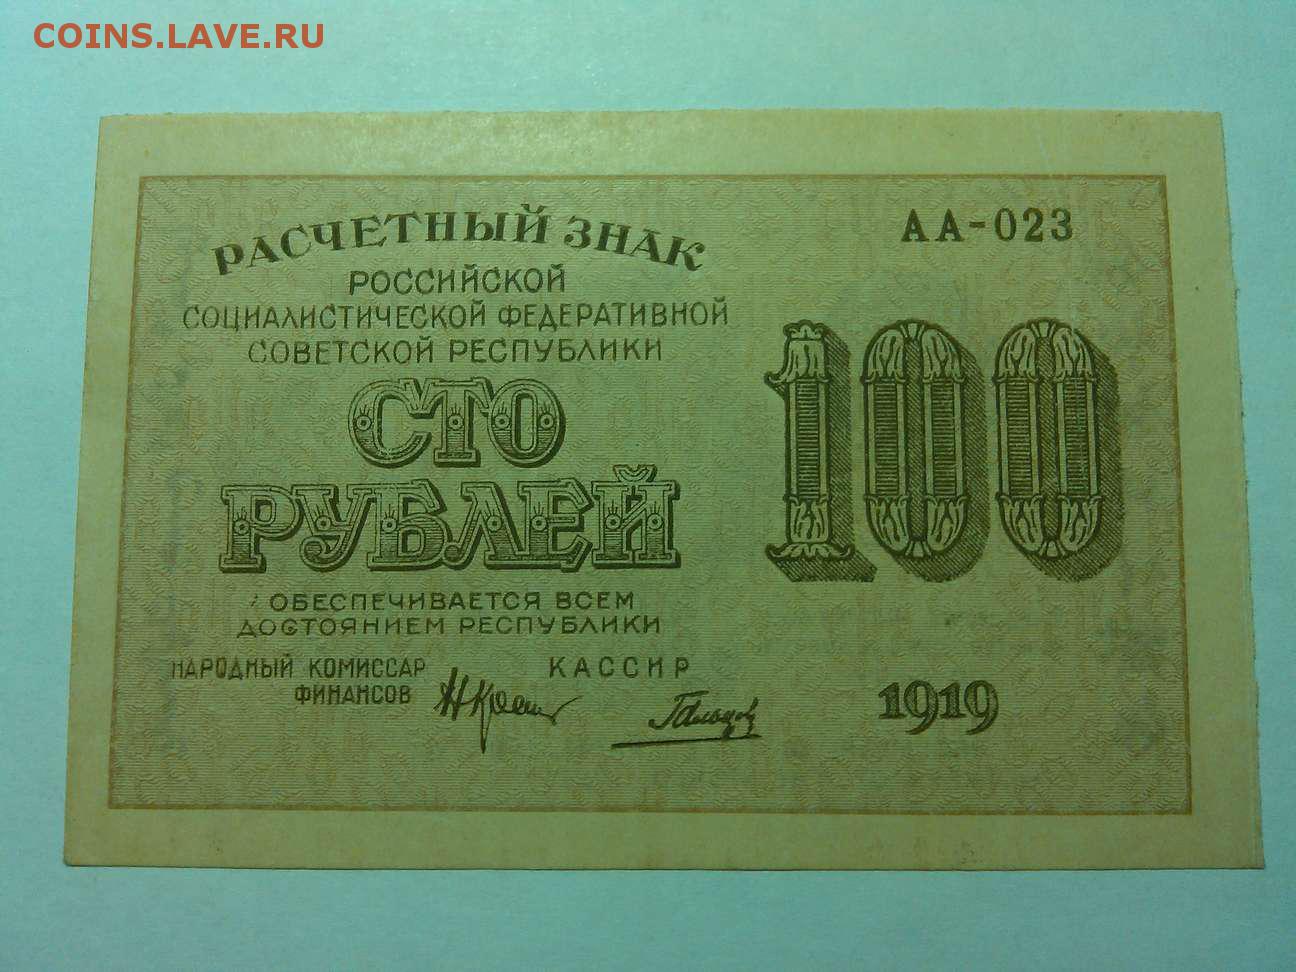 COINS.LAVE.RU
РАСЧЕТНЫЙ ЗНАК
АА-023
РОССИЙСКОЙ
СОЦИАЛИСТИЧЕСКОЙ ФЕДЕРАТИВНОЙ
СОВЕТСКОЙ РЕСПУБЛИКИ
СТО
РУБЛЕЙ
100
ОБЕСПЕЧИВАЕТСЯ ВСЕМ
ДОСТОЯНИЕМ РЕСПУБЛИКИ
НАРОДНЫЙ КОМИССАР
ФИНАНСОВ
КАССИР
1919